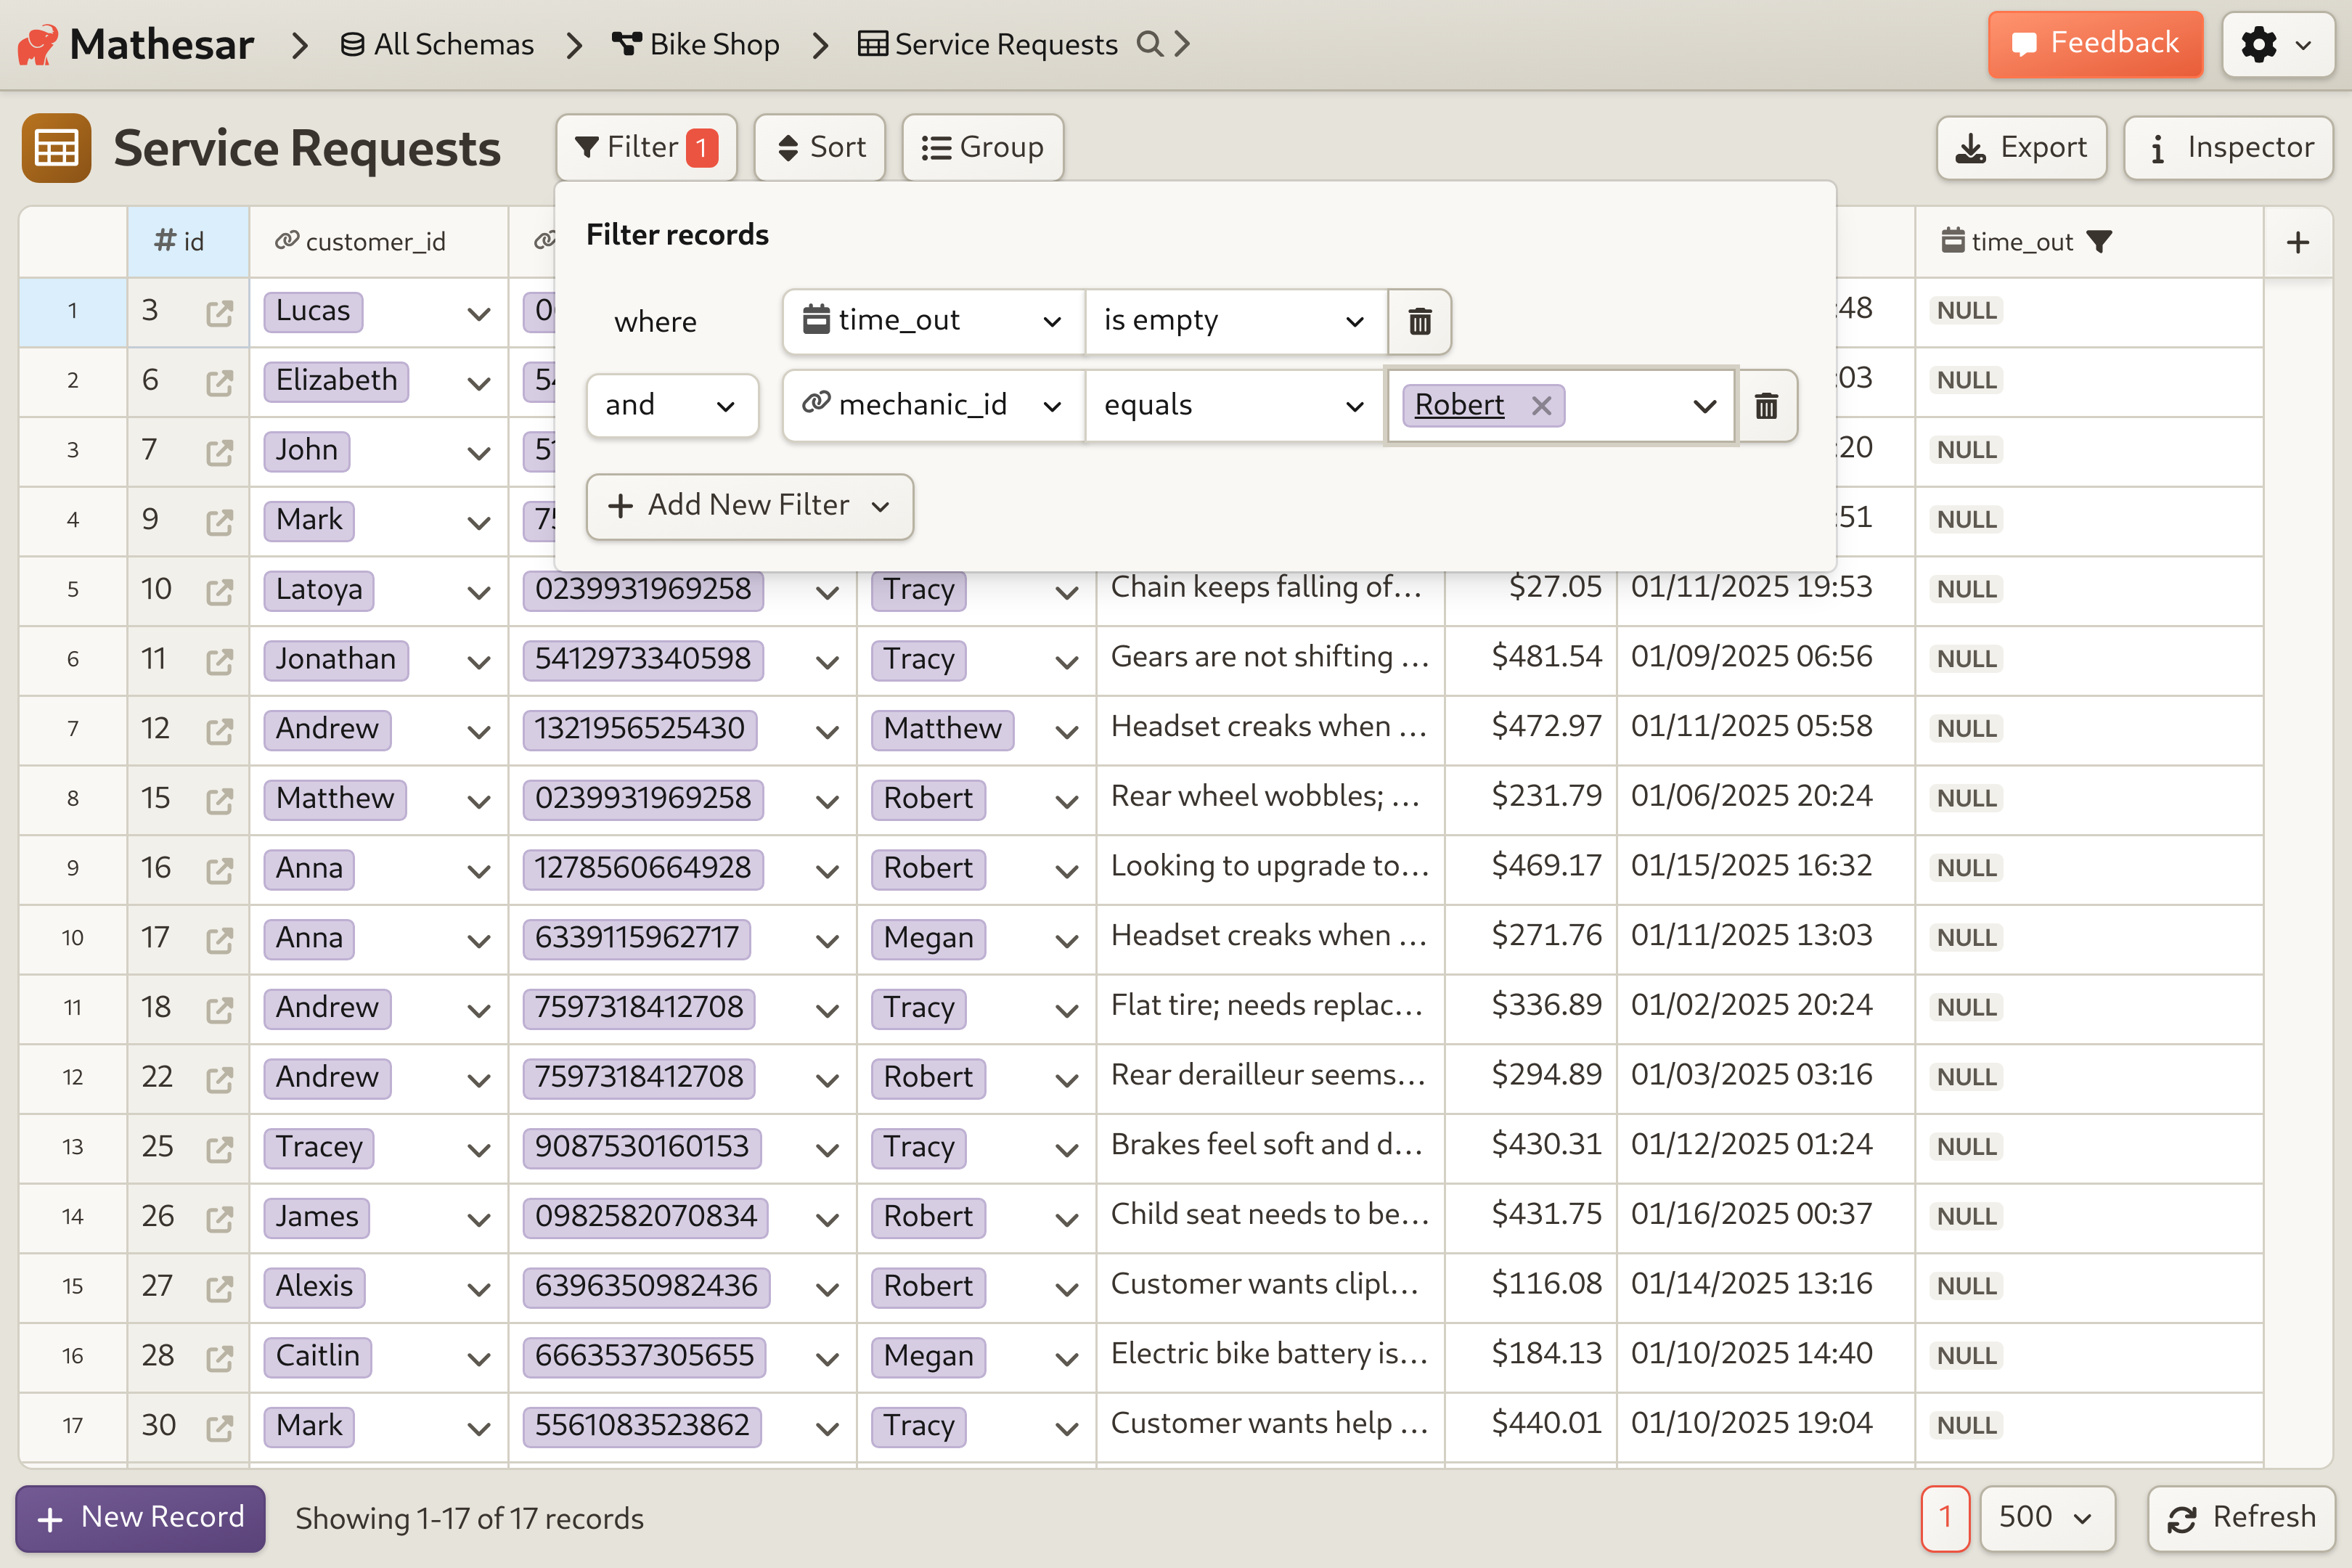 Mathesar All Schemas Bike Shop Service Requests Feedback
Service Requests Filter 1 Sort Group Export Inspector
id customer_id time_out
Filter records
where time_out is empty
and mechanic_id equals Robert
Add New Filter
1 3 Lucas :48 NULL
2 6 Elizabeth :03 NULL
3 7 John :20 NULL
4 9 Mark :51 NULL
5 10 Latoya 0239931969258 Tracy Chain keeps falling of... $27.05 01/11/2025 19:53 NULL
6 11 Jonathan 5412973340598 Tracy Gears are not shifting ... $481.54 01/09/2025 06:56 NULL
7 12 Andrew 1321956525430 Matthew Headset creaks when ... $472.97 01/11/2025 05:58 NULL
8 15 Matthew 0239931969258 Robert Rear wheel wobbles; ... $231.79 01/06/2025 20:24 NULL
9 16 Anna 1278560664928 Robert Looking to upgrade to... $469.17 01/15/2025 16:32 NULL
10 17 Anna 6339115962717 Megan Headset creaks when ... $271.76 01/11/2025 13:03 NULL
11 18 Andrew 7597318412708 Tracy Flat tire; needs replac... $336.89 01/02/2025 20:24 NULL
12 22 Andrew 7597318412708 Robert Rear derailleur seems... $294.89 01/03/2025 03:16 NULL
13 25 Tracey 9087530160153 Tracy Brakes feel soft and d... $430.31 01/12/2025 01:24 NULL
14 26 James 0982582070834 Robert Child seat needs to be... $431.75 01/16/2025 00:37 NULL
15 27 Alexis 6396350982436 Robert Customer wants clipl... $116.08 01/14/2025 13:16 NULL
16 28 Caitlin 6663537305655 Megan Electric bike battery is... $184.13 01/10/2025 14:40 NULL
17 30 Mark 5561083523862 Tracy Customer wants help ... $440.01 01/10/2025 19:04 NULL
New Record Showing 1-17 of 17 records 1 500 Refresh